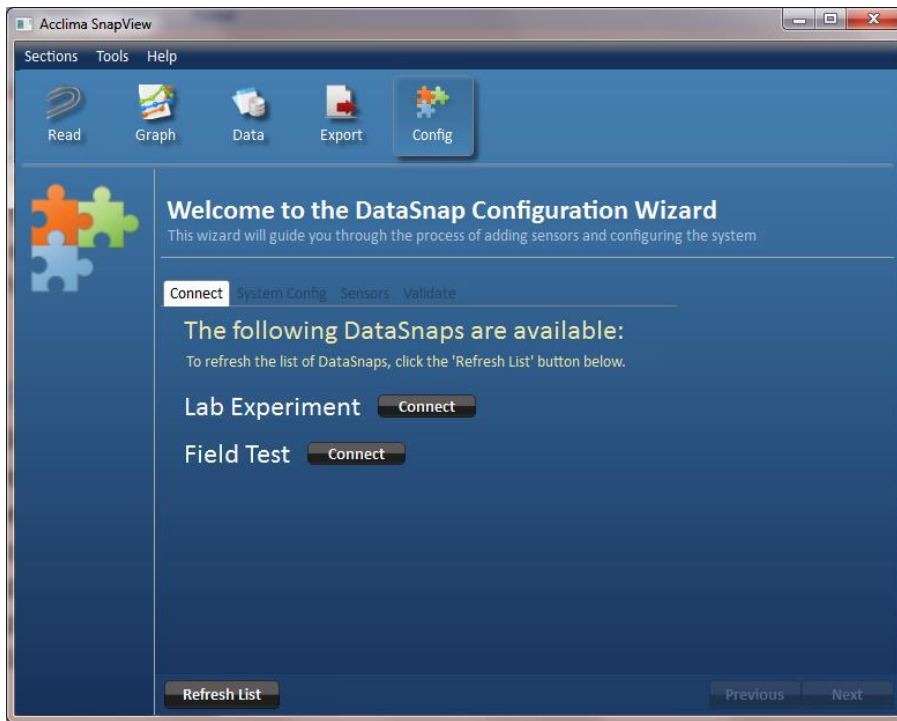 Acclima SnapView
Sections Tools Help
Read Graph Data Export Config
Welcome to the DataSnap Configuration Wizard
This wizard will guide you through the process of adding sensors and configuring the system
Connect System Config Sensors Validate
The following DataSnaps are available:
To refresh the list of DataSnaps, click the 'Refresh List' button below.
Lab Experiment Connect
Field Test Connect
Refresh List Previous Next